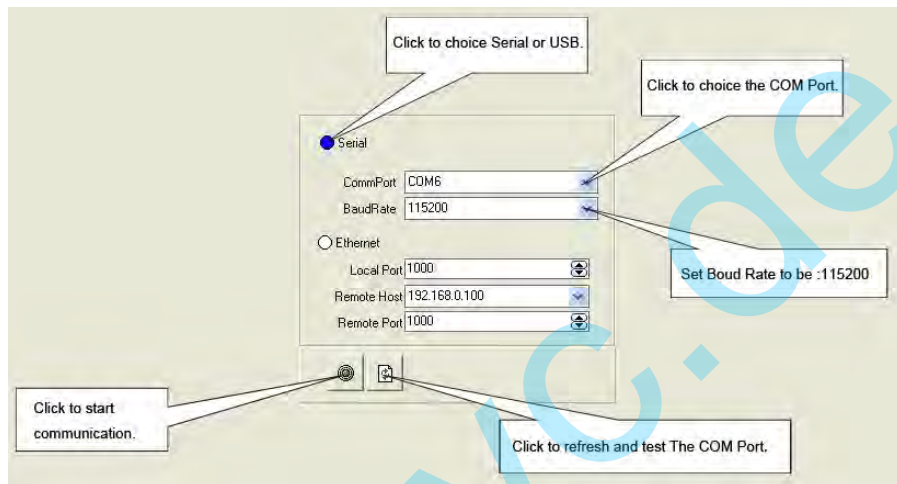 Click to choice Serial or USB.
Click to choice the COM Port.
Serial
CommPort COM6
BaudRate 115200
Ethernet
Local Port 1000
Set Boud Rate to be :115200
Remote Host 192.168.0.100
Remote Port 1000
Click to start
communication.
Click to refresh and test The COM Port.
vc.de